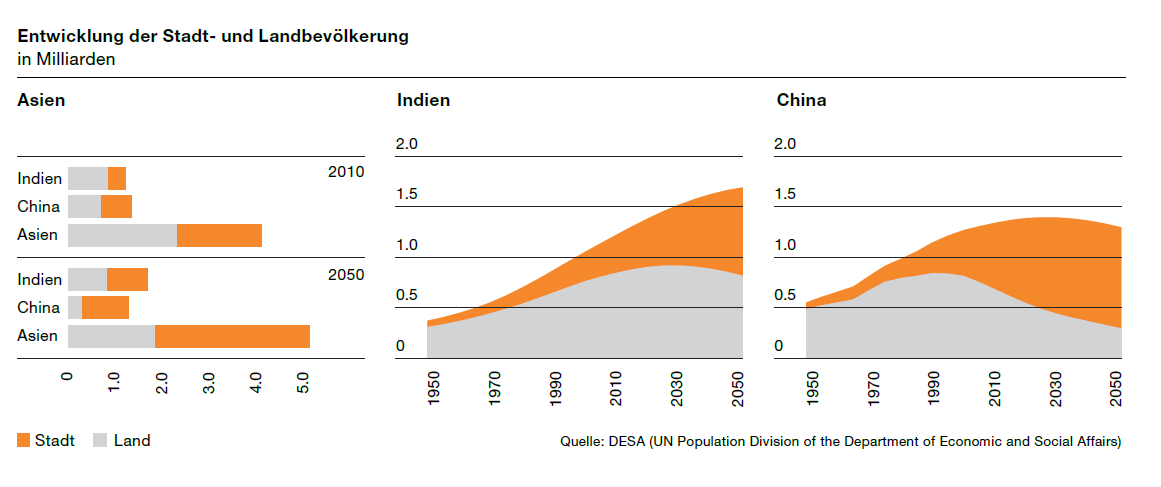 Entwicklung der Stadt- und Landbevölkerung
in Milliarden
Asien
2010
Indien
China
Asien
2050
Indien
China
Asien
0
1.0
2.0
3.0
4.0
5.0
Indien
2.0
1.5
1.0
0.5
0
1950
1970
1990
2010
2030
2050
China
2.0
1.5
1.0
0.5
0
1950
1970
1990
2010
2030
2050
Stadt Land
Quelle: DESA (UN Population Division of the Department of Economic and Social Affairs)